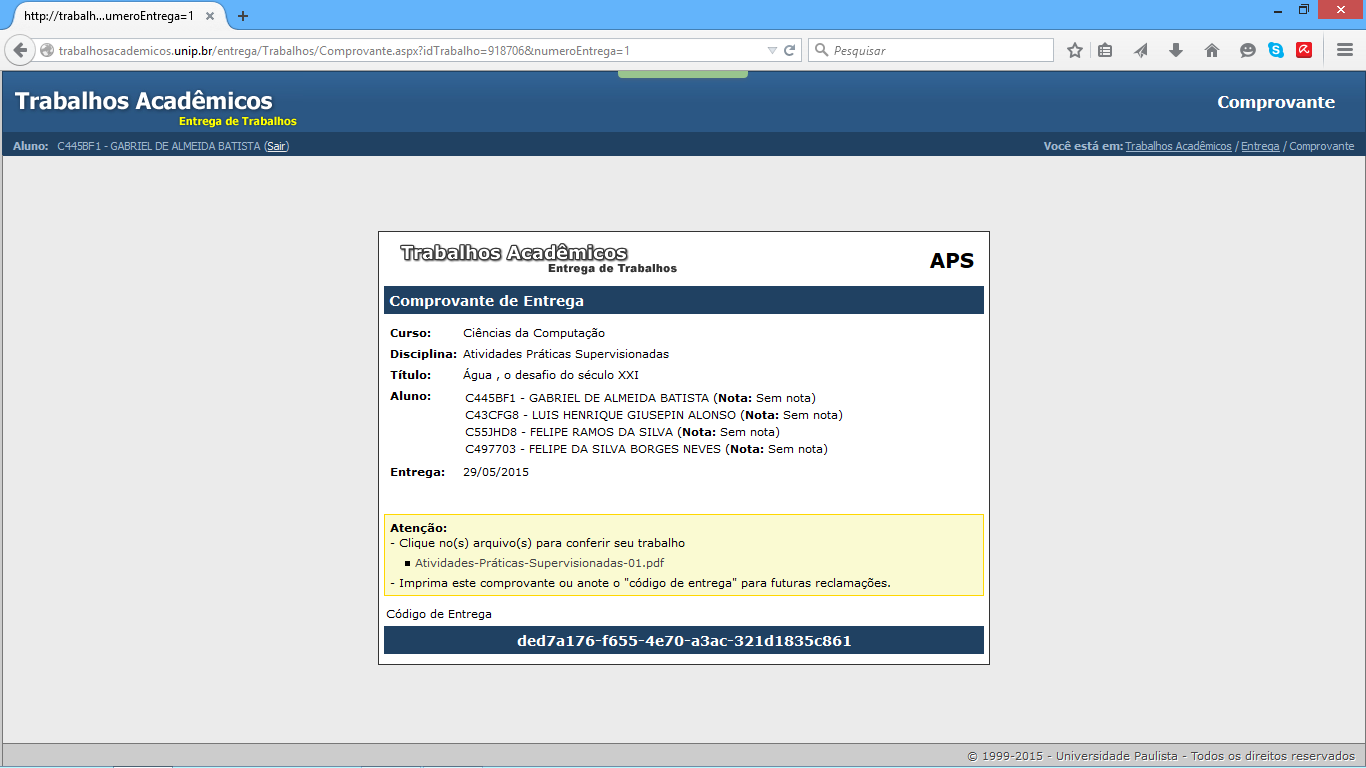 http://trabalh...umeroEntrega=1
trabalhosacademicos.unip.br/entrega/Trabalhos/Comprovante.aspx?idTrabalho=918706&numeroEntrega=1
Pesquisar
Trabalhos Acadêmicos
Entrega de Trabalhos
Comprovante
Aluno: C445BF1 - GABRIEL DE ALMEIDA BATISTA (Sair)
Você está em: Trabalhos Acadêmicos / Entrega / Comprovante
Trabalhos Acadêmicos
Entrega de Trabalhos
APS
Comprovante de Entrega
Curso: Ciências da Computação
Disciplina: Atividades Práticas Supervisionadas
Título: Água , o desafio do século XXI
Aluno: C445BF1 - GABRIEL DE ALMEIDA BATISTA (Nota: Sem nota)
C43CFG8 - LUIS HENRIQUE GIUSEPIN ALONSO (Nota: Sem nota)
C55JHD8 - FELIPE RAMOS DA SILVA (Nota: Sem nota)
C497703 - FELIPE DA SILVA BORGES NEVES (Nota: Sem nota)
Entrega: 29/05/2015
Atenção:
- Clique no(s) arquivo(s) para conferir seu trabalho
Atividades-Práticas-Supervisionadas-01.pdf
- Imprima este comprovante ou anote o "código de entrega" para futuras reclamações.
Código de Entrega
ded7a176-f655-4e70-a3ac-321d1835c861
© 1999-2015 - Universidade Paulista - Todos os direitos reservados